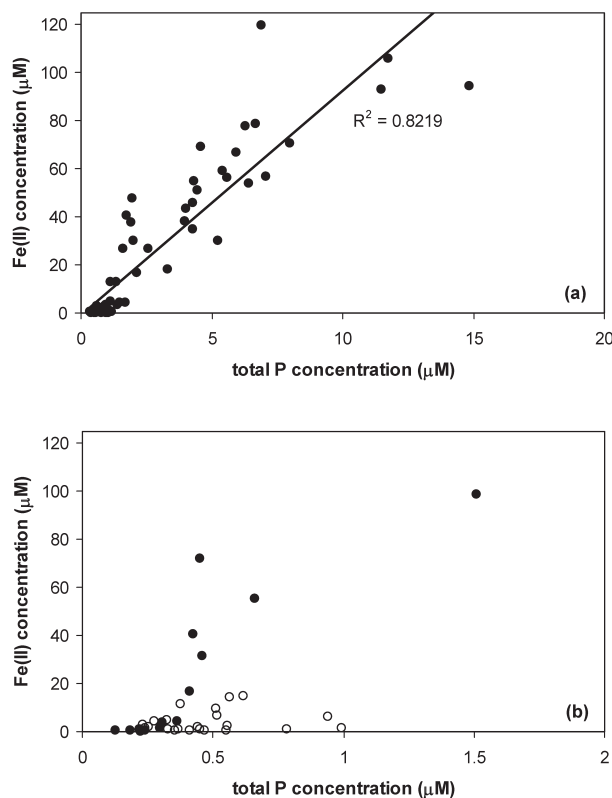 120
100
80
60
40
20
0
Fe(II) concentration (μM)
R² = 0.8219
(a)
0 5 10 15 20
total P concentration (μM)
120
100
80
60
40
20
0
Fe(II) concentration (μM)
(b)
0 0.5 1 1.5 2
total P concentration (μM)